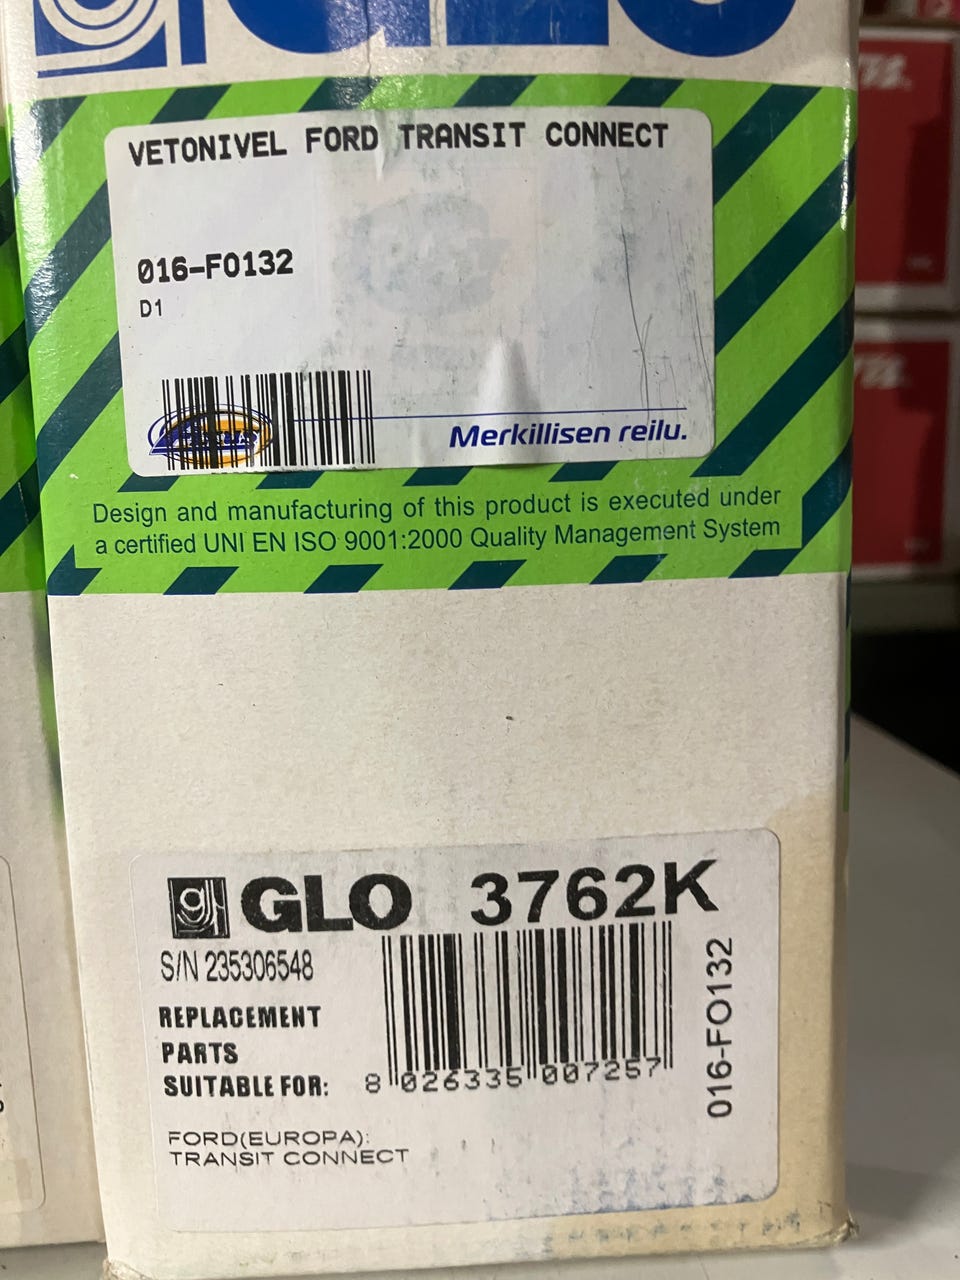 VETONIVEL FORD TRANSIT CONNECT
016-FO132
D1
Merkillisen reilu.
Design and manufacturing of this product is executed under
a certified UNI EN ISO 9001:2000 Quality Management System
GLO 3762K
S/N 235306548
REPLACEMENT
PARTS
SUITABLE FOR:
8 026335 007257
016-FO132
FORD(EUROPA):
TRANSIT CONNECT